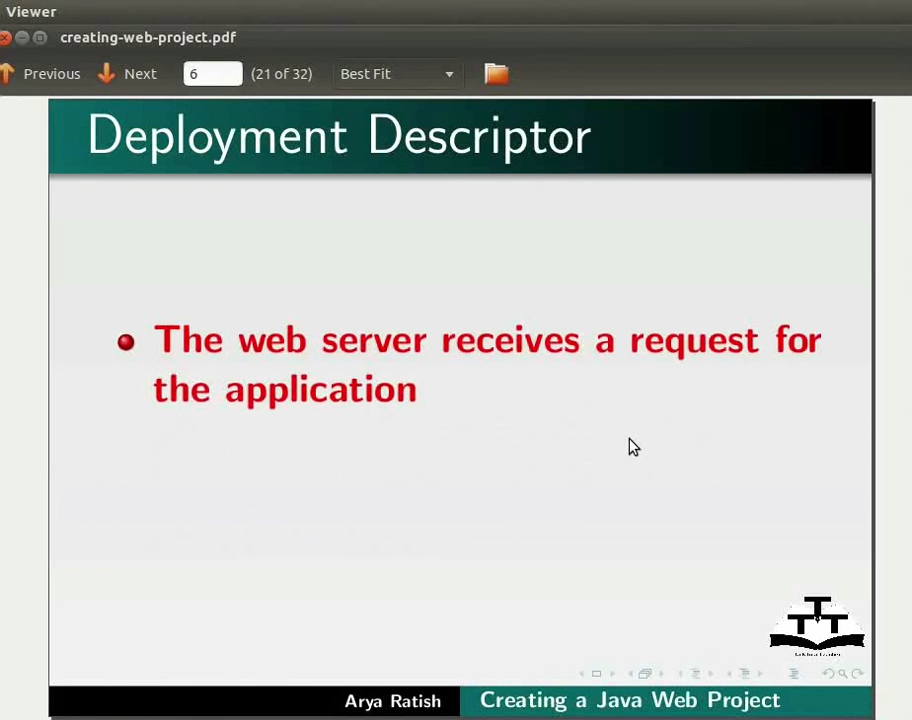 Viewer
creating-web-project.pdf
Previous Next 6 (21 of 32) Best Fit
Deployment Descriptor
The web server receives a request for
the application
TTT
Arya Ratish Creating a Java Web Project